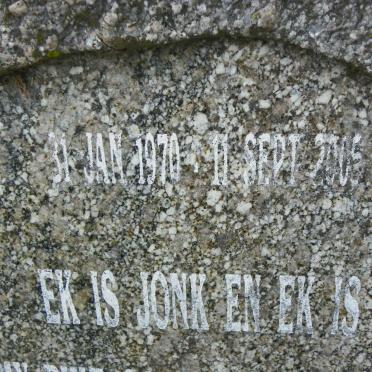 31 JAN 1970 - 11 SEPT 2005
EK IS JONK EN EK IS